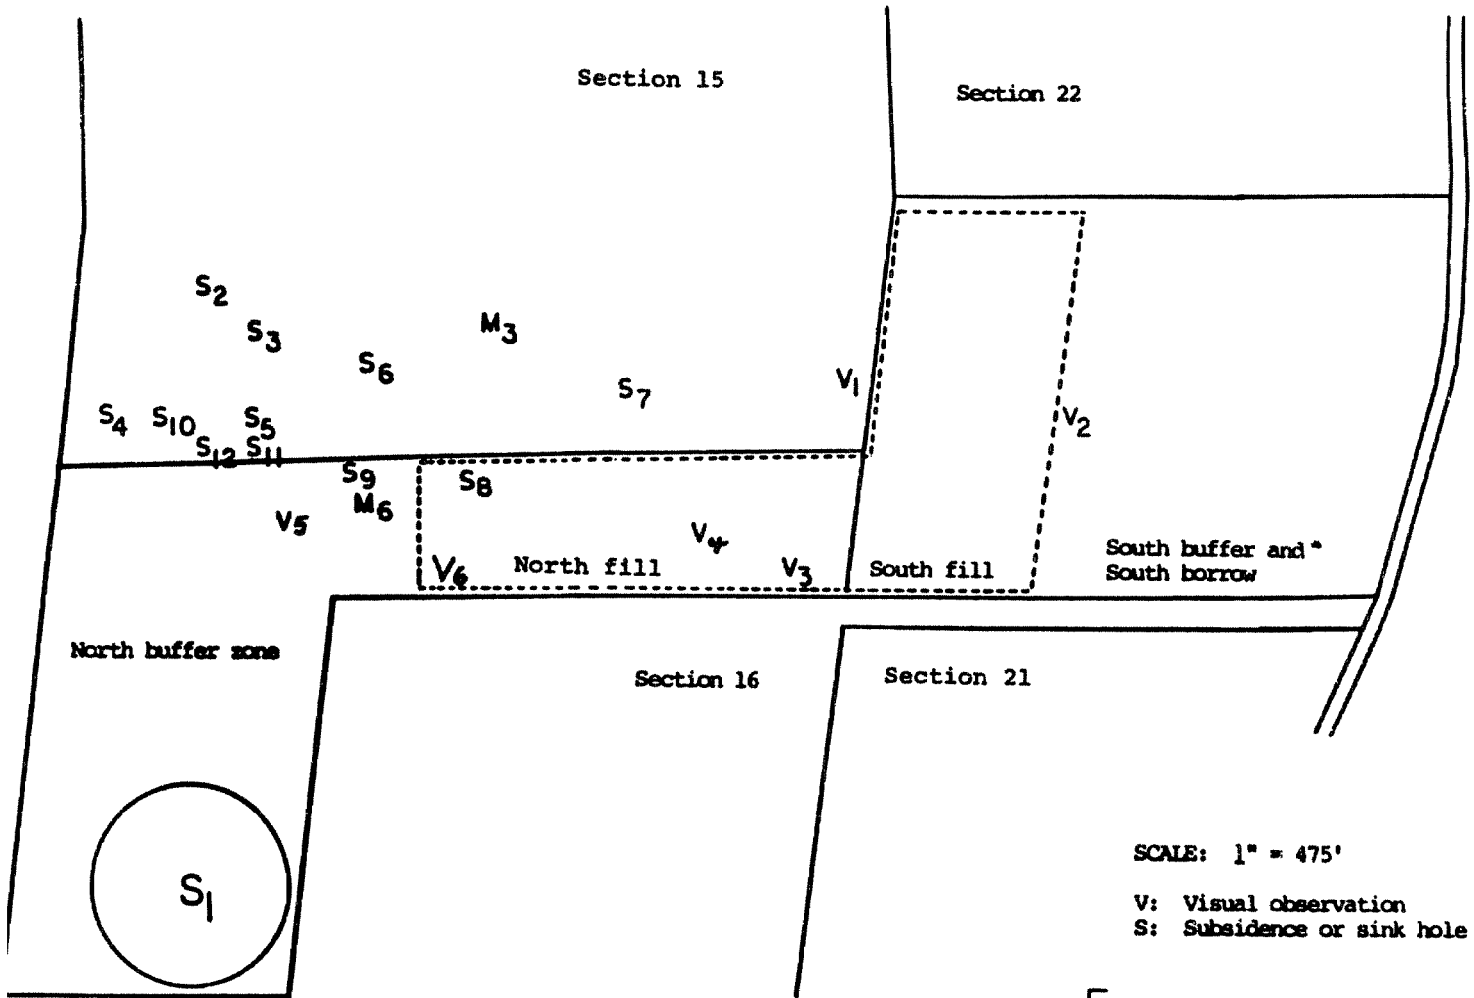 Section 15
Section 22
S2
S3
M3
S6
S7
V1
S4
S10
S5
V2
S12
S11
S9
S8
M6
V5
V4
V6
North fill
V3
South fill
South buffer and *
South borrow
North buffer zone
Section 16
Section 21
S1
SCALE: 1" = 475'
V: Visual observation
S: Subsidence or sink hole